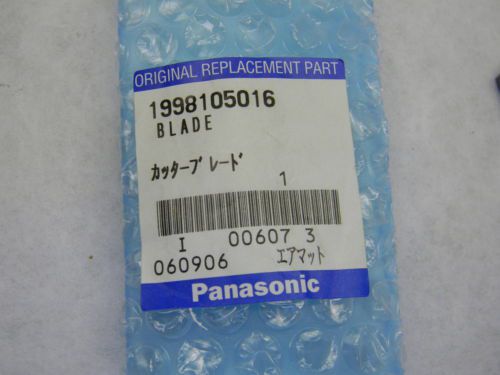 ORIGINAL REPLACEMENT PART
1998105016
BLADE
カッターブレード
1
I 00607 3
060906 エアマット
Panasonic